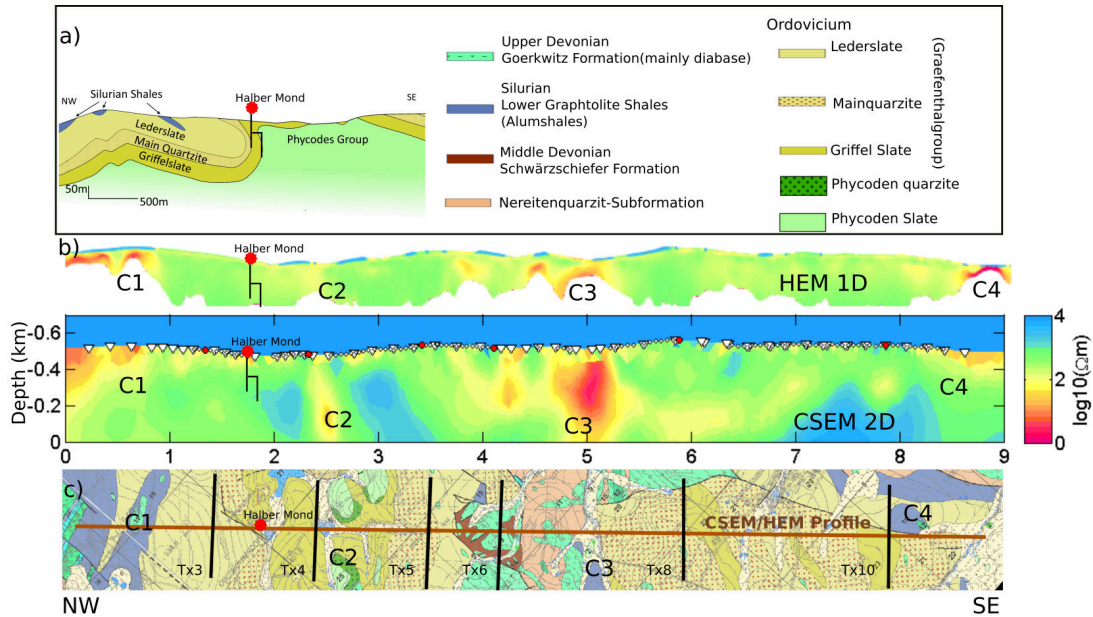 a)
NW
SE
Silurian Shales
Halber Mond
Lederslate
Main Quartzite
Griffelslate
Phycodes Group
50m
500m
Upper Devonian
Goerkwitz Formation(mainly diabase)
Silurian
Lower Graphtolite Shales
(Alumshales)
Middle Devonian
Schwärzschiefer Formation
Nereitenquarzit-Subformation
Ordovicium
Lederslate
Mainquarzite
Griffel Slate
Phycoden quarzite
Phycoden Slate
(Graefenthalgroup)
b)
Halber Mond
C1
C2
C3
HEM 1D
C4
Depth (km)
-0.6
-0.4
-0.2
0
Halber Mond
C1
C2
C3
CSEM 2D
C4
0 1 2 3 4 5 6 7 8 9
4
3
2
1
0
log10(Ωm)
c)
C1
Halber Mond
C2
C3
C4
CSEM/HEM Profile
Tx3
Tx4
Tx5
Tx6
Tx8
Tx10
NW
SE